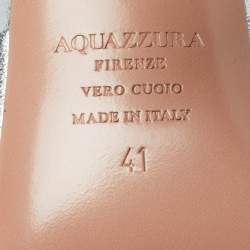 AQUAZZURA
FIRENZE
VERO CUOIO
MADE IN ITALY
41